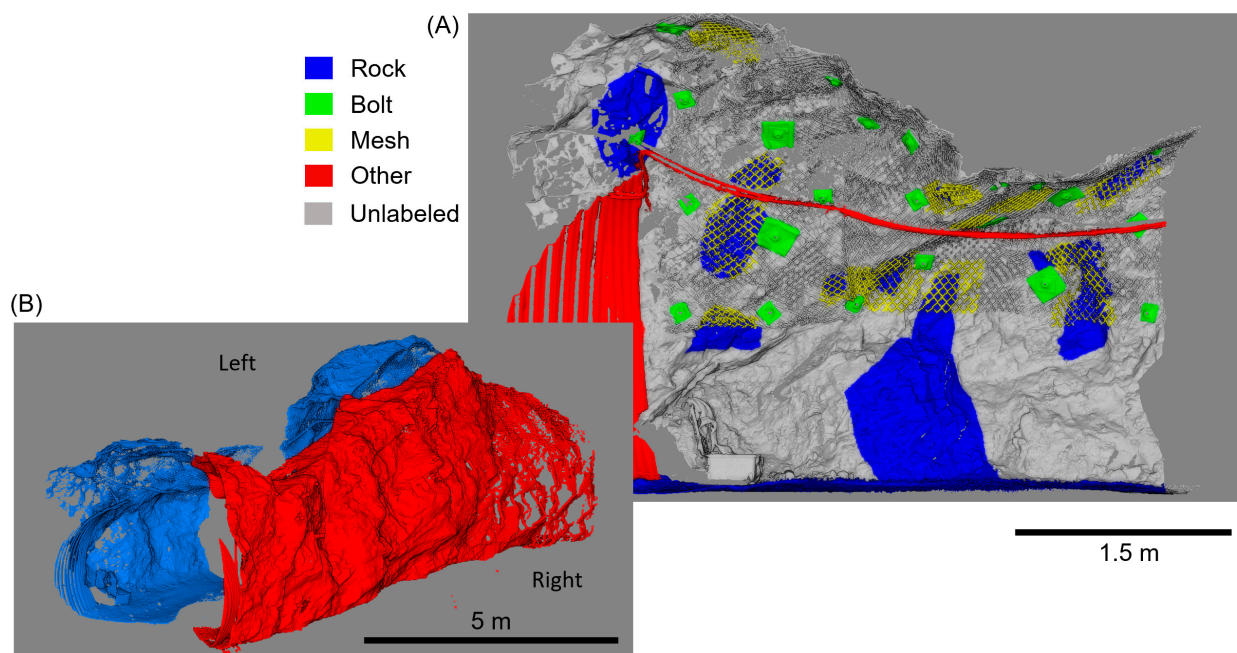 (A)
Rock
Bolt
Mesh
Other
Unlabeled
(B)
Left
Right
5 m
1.5 m